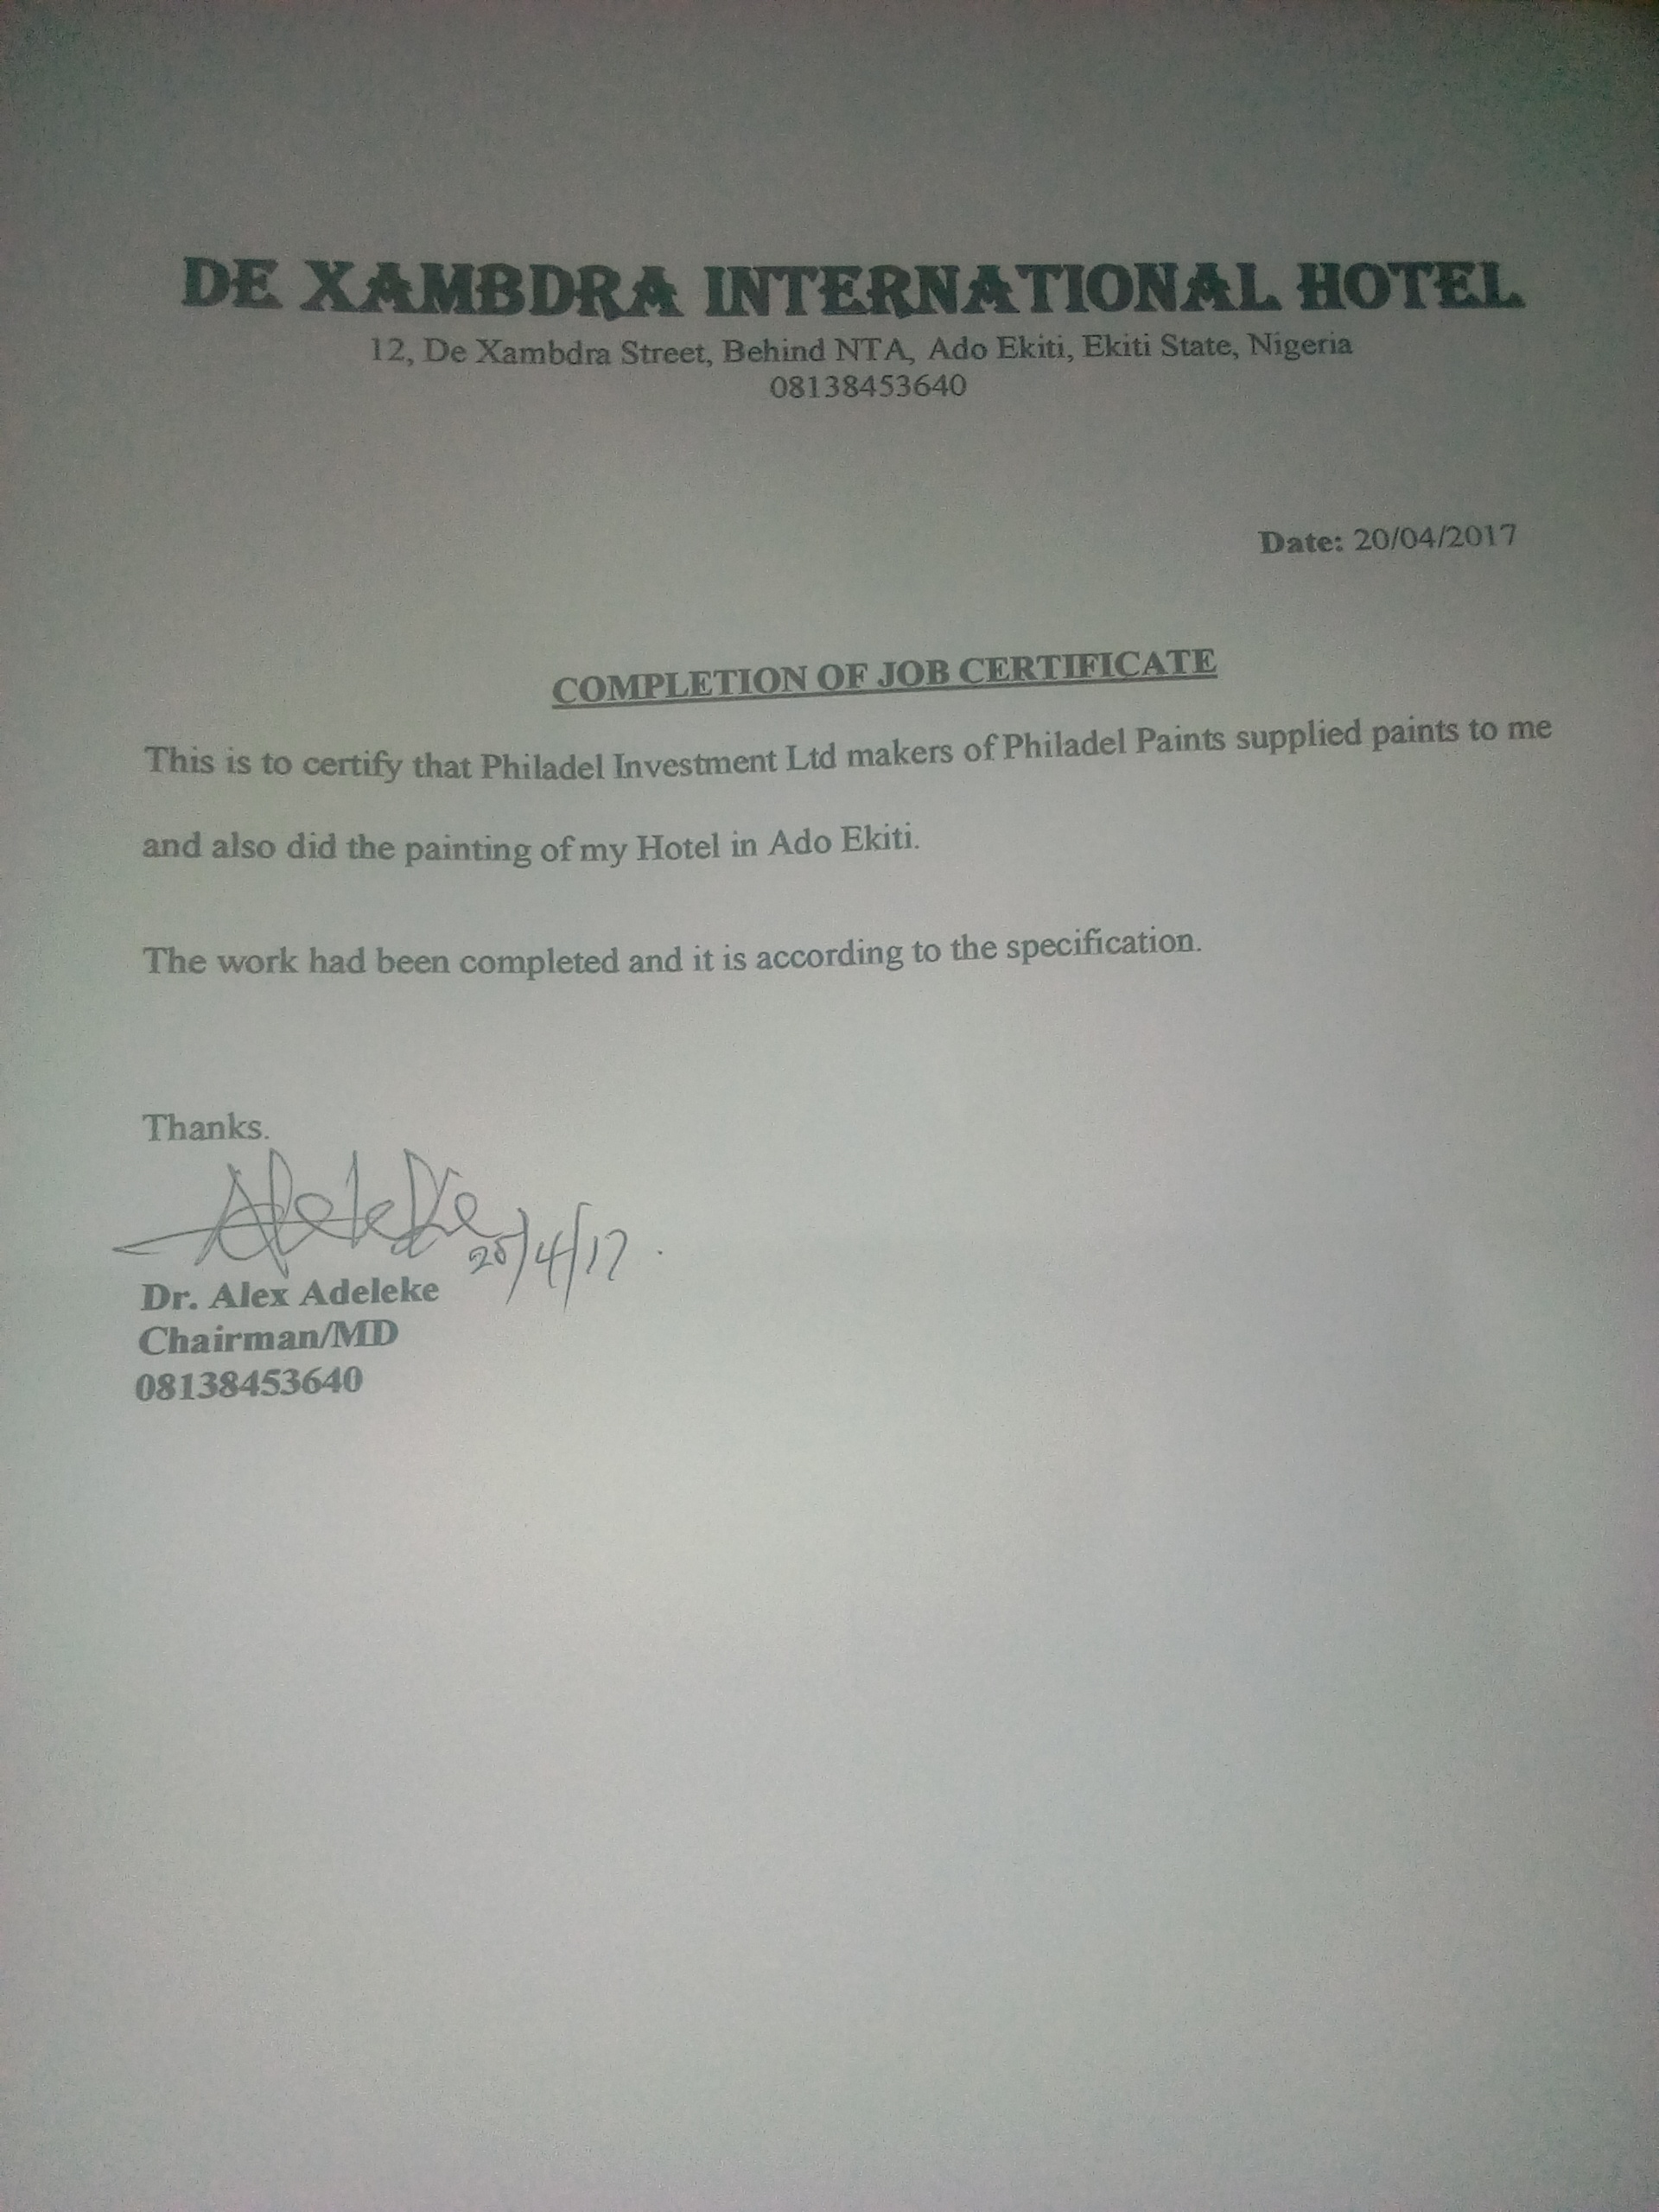 DE XAMBDRA INTERNATIONAL HOTEL
12, De Xambdra Street, Behind NTA, Ado Ekiti, Ekiti State, Nigeria
08138453640
Date: 20/04/2017
COMPLETION OF JOB CERTIFICATE
This is to certify that Philadel Investment Ltd makers of Philadel Paints supplied paints to me
and also did the painting of my Hotel in Ado Ekiti.
The work had been completed and it is according to the specification.
Thanks.
Adeleke
/4/17
Dr. Alex Adeleke
Chairman/MD
08138453640